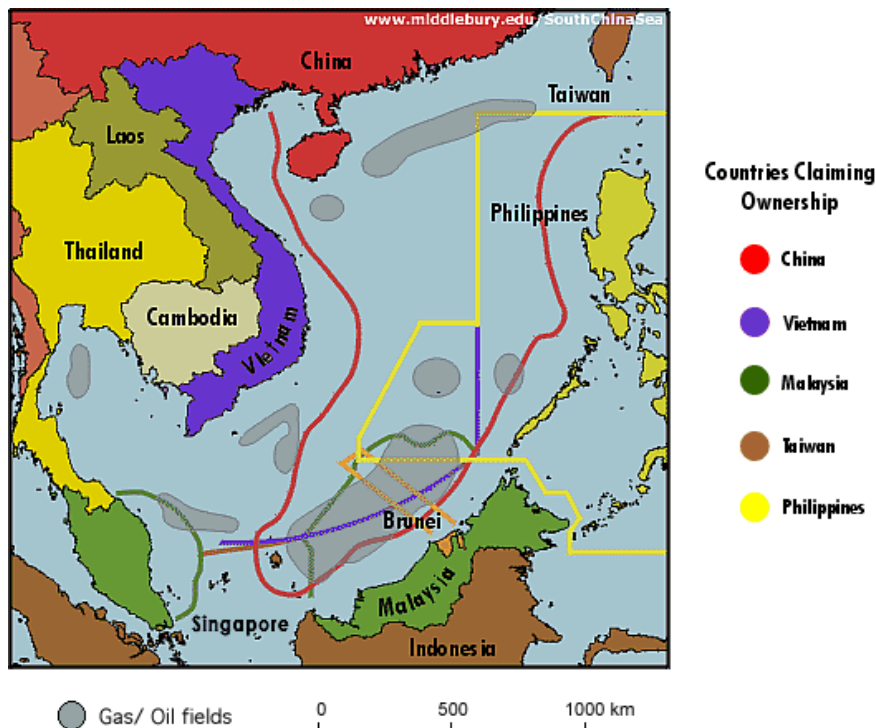 www.middlebury.edu/SouthChinaSea
China
Taiwan
Laos
Philippines
Thailand
Cambodia
Vietnam
Brunei
Malaysia
Singapore
Indonesia
Countries Claiming
Ownership
China
Vietnam
Malaysia
Taiwan
Philippines
Gas/ Oil fields
0 500 1000 km